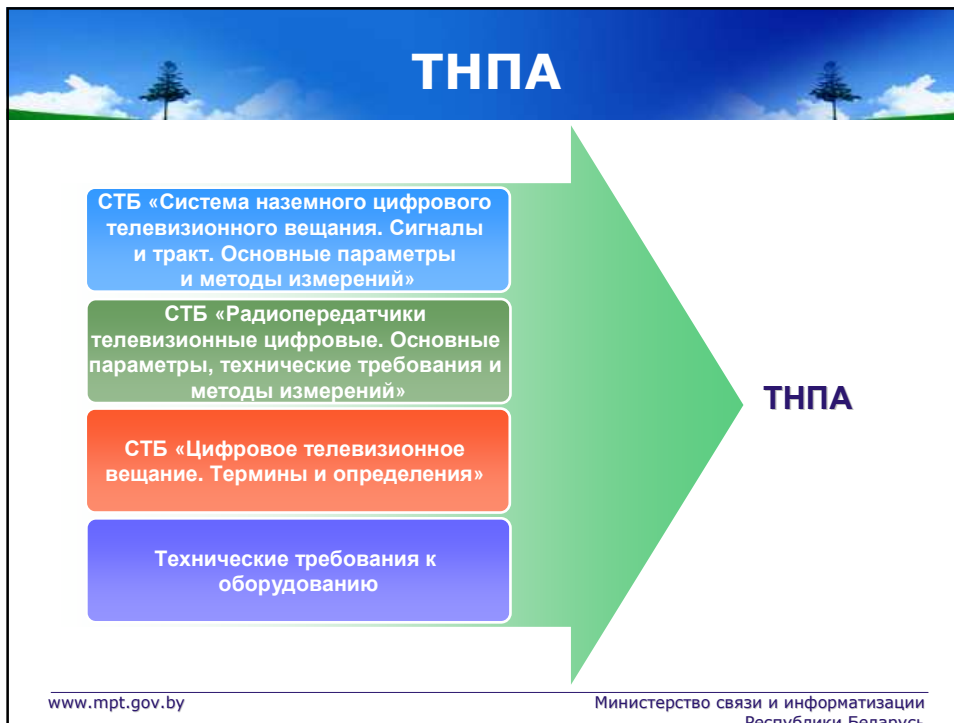 ТНПА
СТБ «Система наземного цифрового
телевизионного вещания. Сигналы
и тракт. Основные параметры
и методы измерений»
СТБ «Радиопередатчики
телевизионные цифровые. Основные
параметры, технические требования и
методы измерений»
СТБ «Цифровое телевизионное
вещание. Термины и определения»
Технические требования к
оборудованию
ТНПА
www.mpt.gov.by
Министерство связи и информатизации
Республики Беларусь